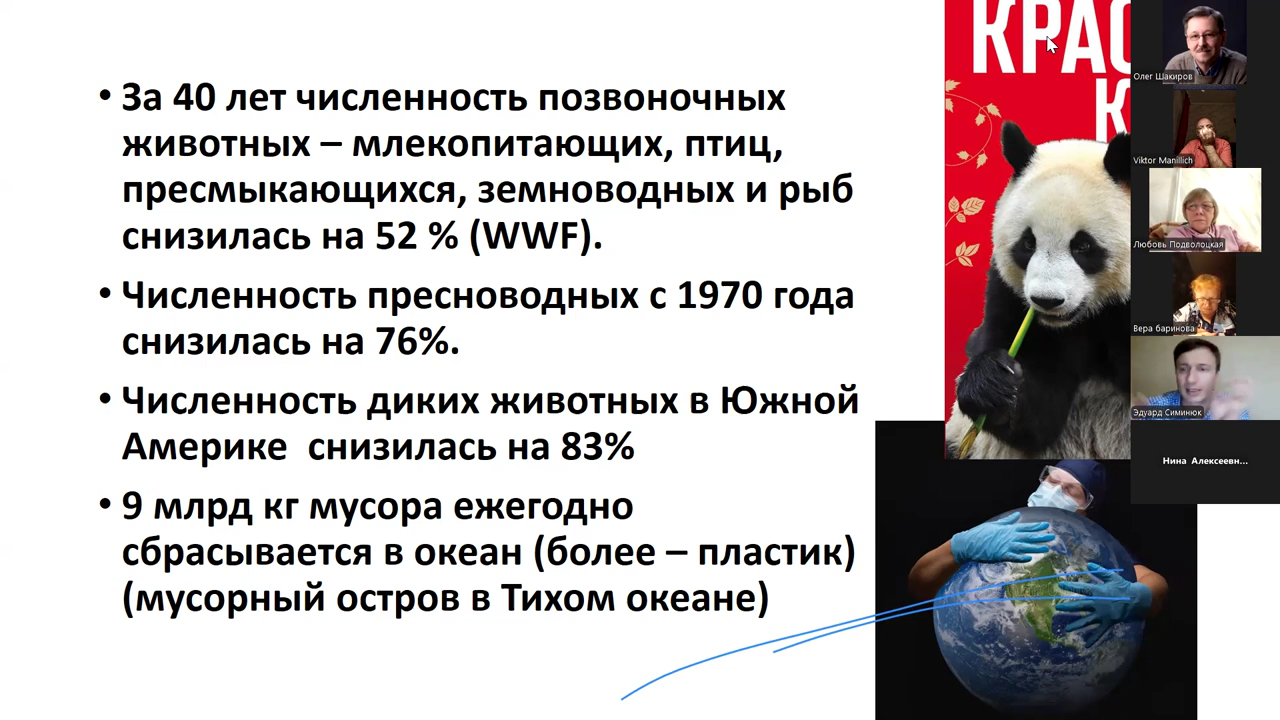 • За 40 лет численность позвоночных
животных – млекопитающих, птиц,
пресмыкающихся, земноводных и рыб
снизилась на 52 % (WWF).
• Численность пресноводных с 1970 года
снизилась на 76%.
• Численность диких животных в Южной
Америке  снизилась на 83%
• 9 млрд кг мусора ежегодно
сбрасывается в океан (более – пластик)
(мусорный остров в Тихом океане)
КРАС
К
Олег Шакиров
Viktor Manillich
Любовь Подволоцкая
Вера баринова
Эдуард Симинюк
Нина Алексеевн...